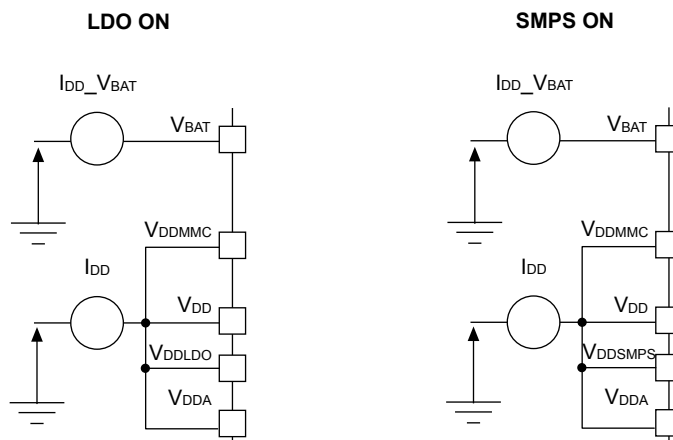 LDO ON
IDD_VBAT
VBAT
VDDMMC
IDD
VDD
VDDLDO
VDDA
SMPS ON
IDD_VBAT
VBAT
VDDMMC
IDD
VDD
VDDSMPS
VDDA